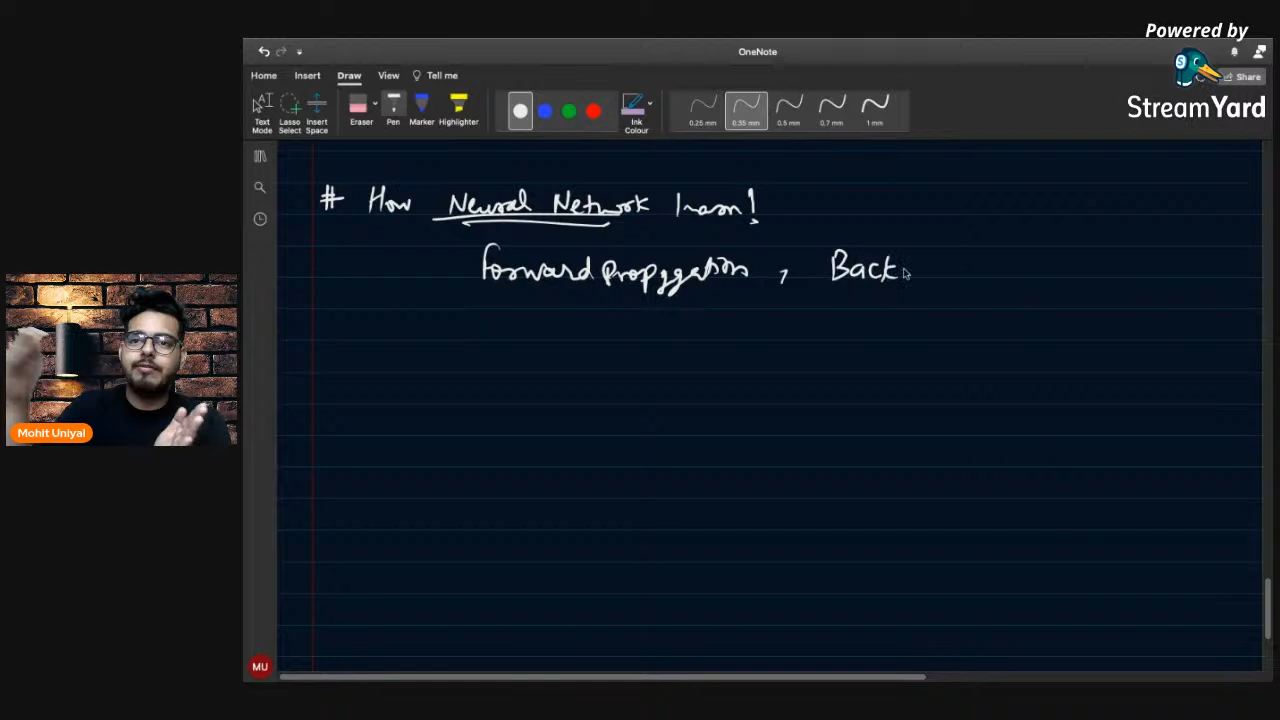 Powered by
StreamYard
OneNote
Home Insert Draw View Tell me
Share
Text Mode
Lasso Select
Insert Space
Eraser
Pen
Marker
Highlighter
Ink Colour
0.25 mm
0.35 mm
0.5 mm
0.7 mm
1 mm
# How Neural Network learn!
forward propggation , Back
Mohit Uniyal
MU